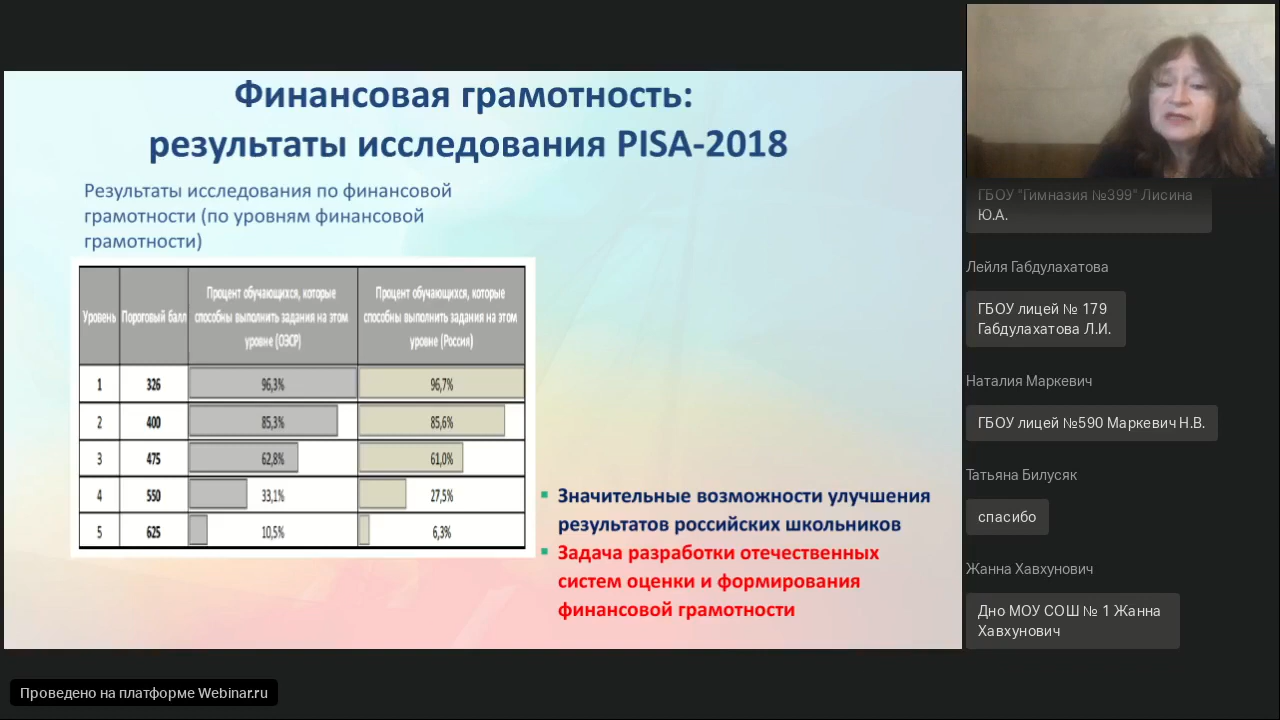 Финансовая грамотность:
результаты исследования PISA-2018
Результаты исследования по финансовой
грамотности (по уровням финансовой
грамотности)
Уровень
Пороговый балл
Процент обучающихся, которые
способны выполнить задания на этом
уровне (ОЭСР)
Процент обучающихся, которые
способны выполнить задания на этом
уровне (Россия)
1 326 96,3% 96,7%
2 400 85,3% 85,6%
3 475 62,8% 61,0%
4 550 33,1% 27,5%
5 625 10,5% 6,3%
Значительные возможности улучшения
результатов российских школьников
Задача разработки отечественных
систем оценки и формирования
финансовой грамотности
ГБОУ "Гимназия №399" Лисина
Ю.А.
Лейля Габдулахатова
ГБОУ лицей № 179
Габдулахатова Л.И.
Наталия Маркевич
ГБОУ лицей №590 Маркевич Н.В.
Татьяна Билусяк
спасибо
Жанна Хавхунович
Дно МОУ СОШ № 1 Жанна
Хавхунович
Проведено на платформе Webinar.ru